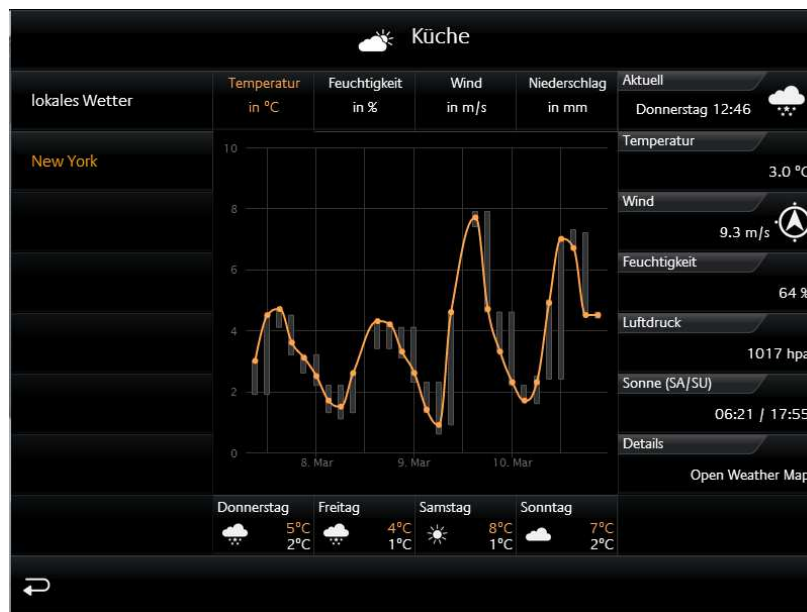 Küche
lokales Wetter
New York
Temperatur
in °C
Feuchtigkeit
in %
Wind
in m/s
Niederschlag
in mm
10
8
6
4
2
0
8. Mar
9. Mar
10. Mar
Aktuell
Donnerstag 12:46
Temperatur
3.0 °C
Wind
9.3 m/s
Feuchtigkeit
64 %
Luftdruck
1017 hpa
Sonne (SA/SU)
06:21 / 17:55
Details
Open Weather Map
Donnerstag
5°C
2°C
Freitag
4°C
1°C
Samstag
8°C
1°C
Sonntag
7°C
2°C